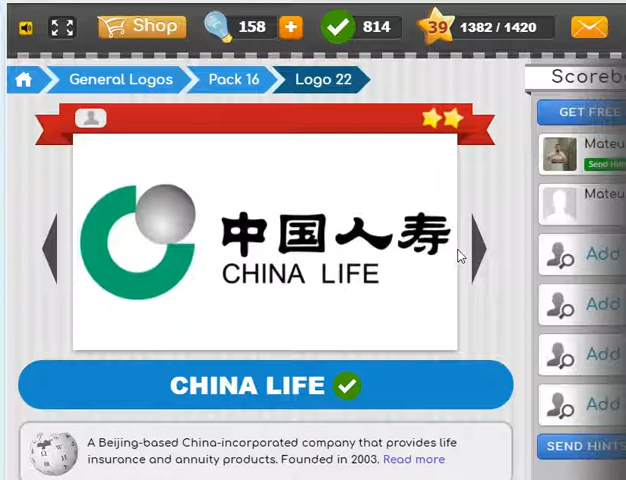 Shop
158
814
39
1382 / 1420
General Logos
Pack 16
Logo 22
Scoreb
GET FREE
Mateu
Send Hin
Mateu
中国人寿
CHINA LIFE
Add
Add
Add
Add
CHINA LIFE
SEND HINTS
A Beijing-based China-incorporated company that provides life
insurance and annuity products. Founded in 2003. Read more